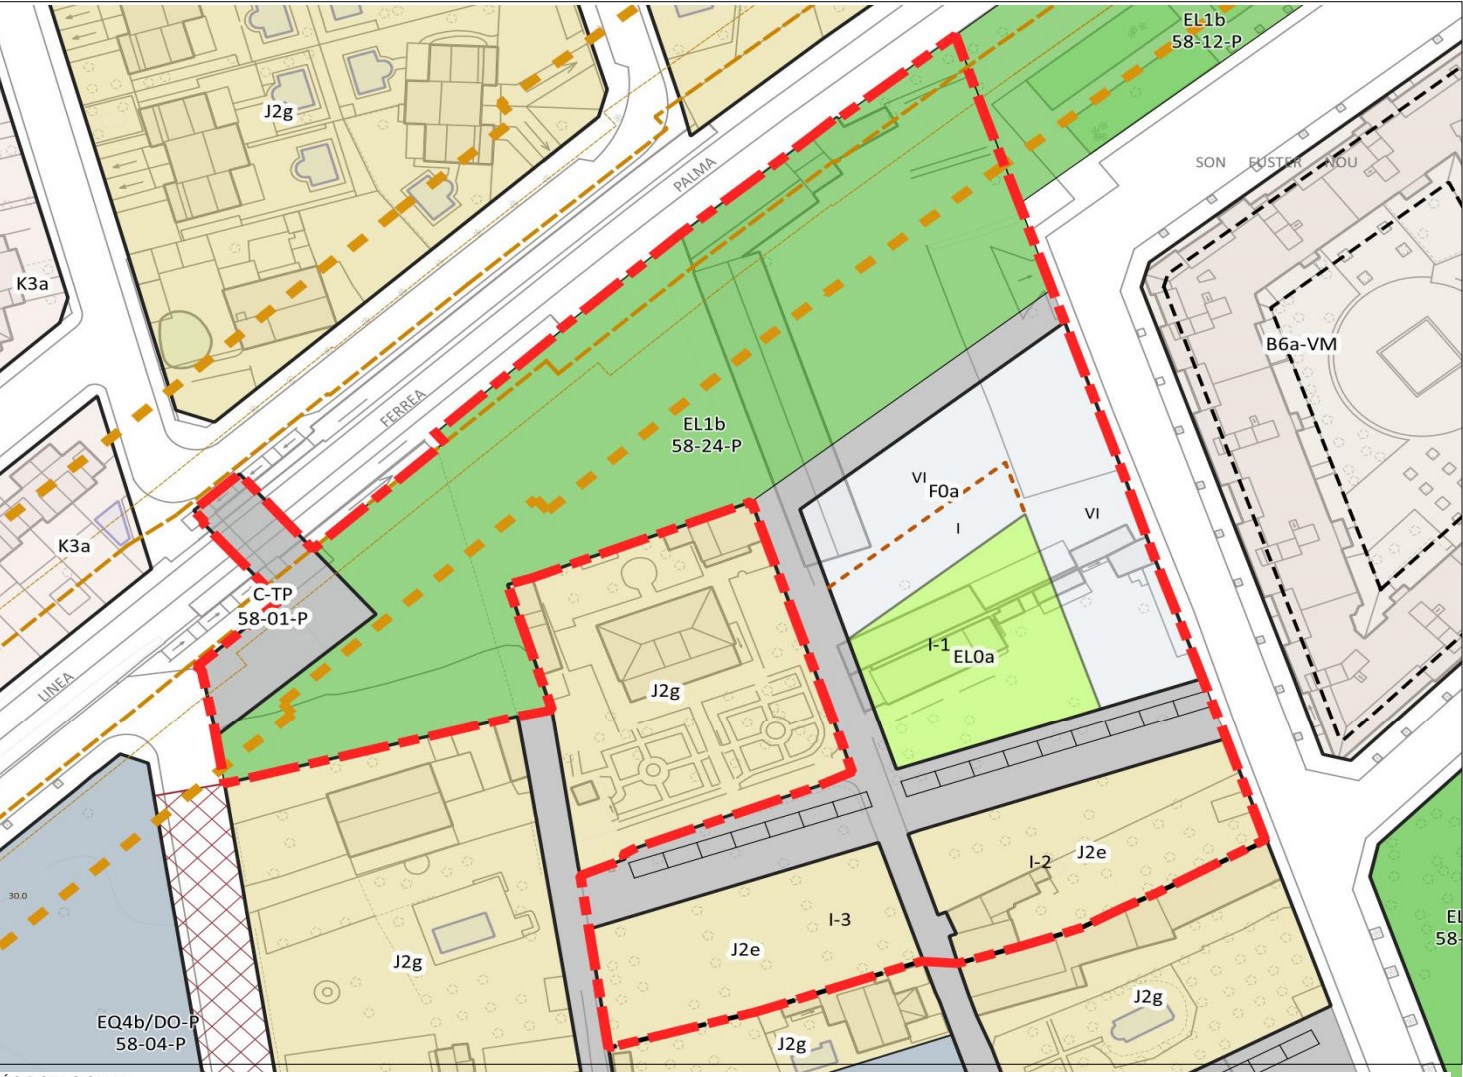 EL1b
58-12-P
J2g
PALMA
SON FUSTER NOU
K3a
B6a-VM
FERREA
EL1b
58-24-P
VI
F0a
VI
I
K3a
C-TP
58-01-P
I-1
EL0a
LINEA
J2g
I-2
J2e
30.0
I-3
J2e
EL
58-
J2g
J2g
EQ4b/DO-P
58-04-P
J2g